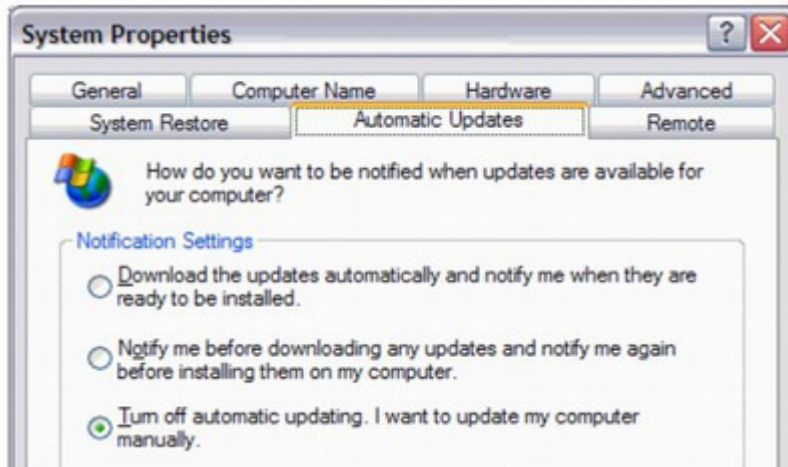 System Properties
?
General Computer Name Hardware Advanced
System Restore Automatic Updates Remote
How do you want to be notified when updates are available for
your computer?
Notification Settings
Download the updates automatically and notify me when they are
ready to be installed.
Notify me before downloading any updates and notify me again
before installing them on my computer.
Turn off automatic updating. I want to update my computer
manually.